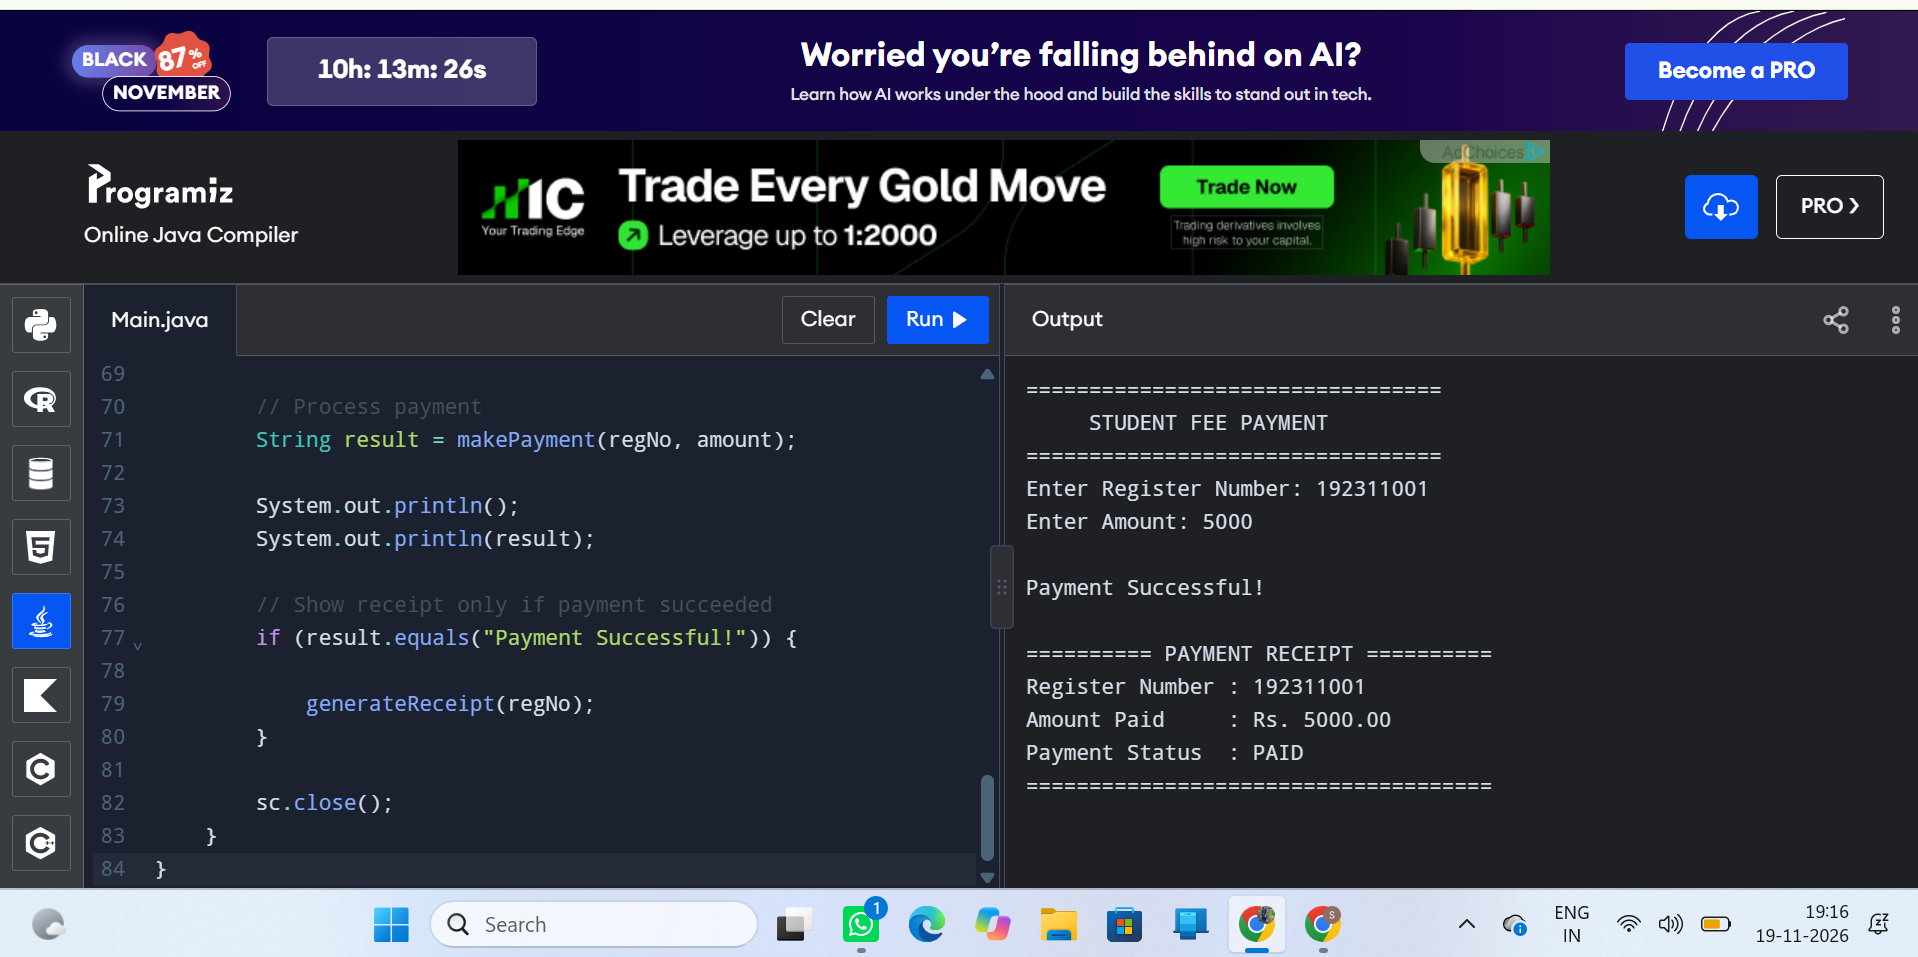 BLACK 87% OFF
NOVEMBER
10h: 13m: 26s
Worried you’re falling behind on AI?
Learn how AI works under the hood and build the skills to stand out in tech.
Become a PRO
Programiz
Online Java Compiler
HIC
Your Trading Edge
Trade Every Gold Move
Leverage up to 1:2000
Trade Now
Trading derivatives involves
high risk to your capital.
AdChoices
PRO
Main.java
Clear
Run
Output
69
70 // Process payment
71 String result = makePayment(regNo, amount);
72
73 System.out.println();
74 System.out.println(result);
75
76 // Show receipt only if payment succeeded
77 if (result.equals("Payment Successful!")) {
78
79 generateReceipt(regNo);
80 }
81
82 sc.close();
83 }
84 }
=================================
STUDENT FEE PAYMENT
=================================
Enter Register Number: 192311001
Enter Amount: 5000
Payment Successful!
========== PAYMENT RECEIPT ==========
Register Number : 192311001
Amount Paid : Rs. 5000.00
Payment Status : PAID
=====================================
Search
1
S
ENG
IN
19:16
19-11-2026